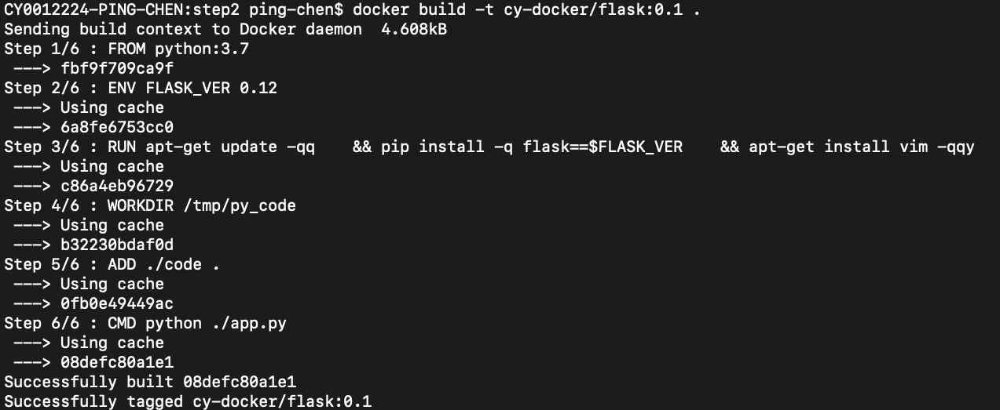 CY0012224-PING-CHEN:step2 ping-chen$ docker build -t cy-docker/flask:0.1 .
Sending build context to Docker daemon  4.608kB
Step 1/6 : FROM python:3.7
 ---> fbf9f709ca9f
Step 2/6 : ENV FLASK_VER 0.12
 ---> Using cache
 ---> 6a8fe6753cc0
Step 3/6 : RUN apt-get update -qq    && pip install -q flask==$FLASK_VER    && apt-get install vim -qqy
 ---> Using cache
 ---> c86a4eb96729
Step 4/6 : WORKDIR /tmp/py_code
 ---> Using cache
 ---> b32230bdaf0d
Step 5/6 : ADD ./code .
 ---> Using cache
 ---> 0fb0e49449ac
Step 6/6 : CMD python ./app.py
 ---> Using cache
 ---> 08defc80a1e1
Successfully built 08defc80a1e1
Successfully tagged cy-docker/flask:0.1